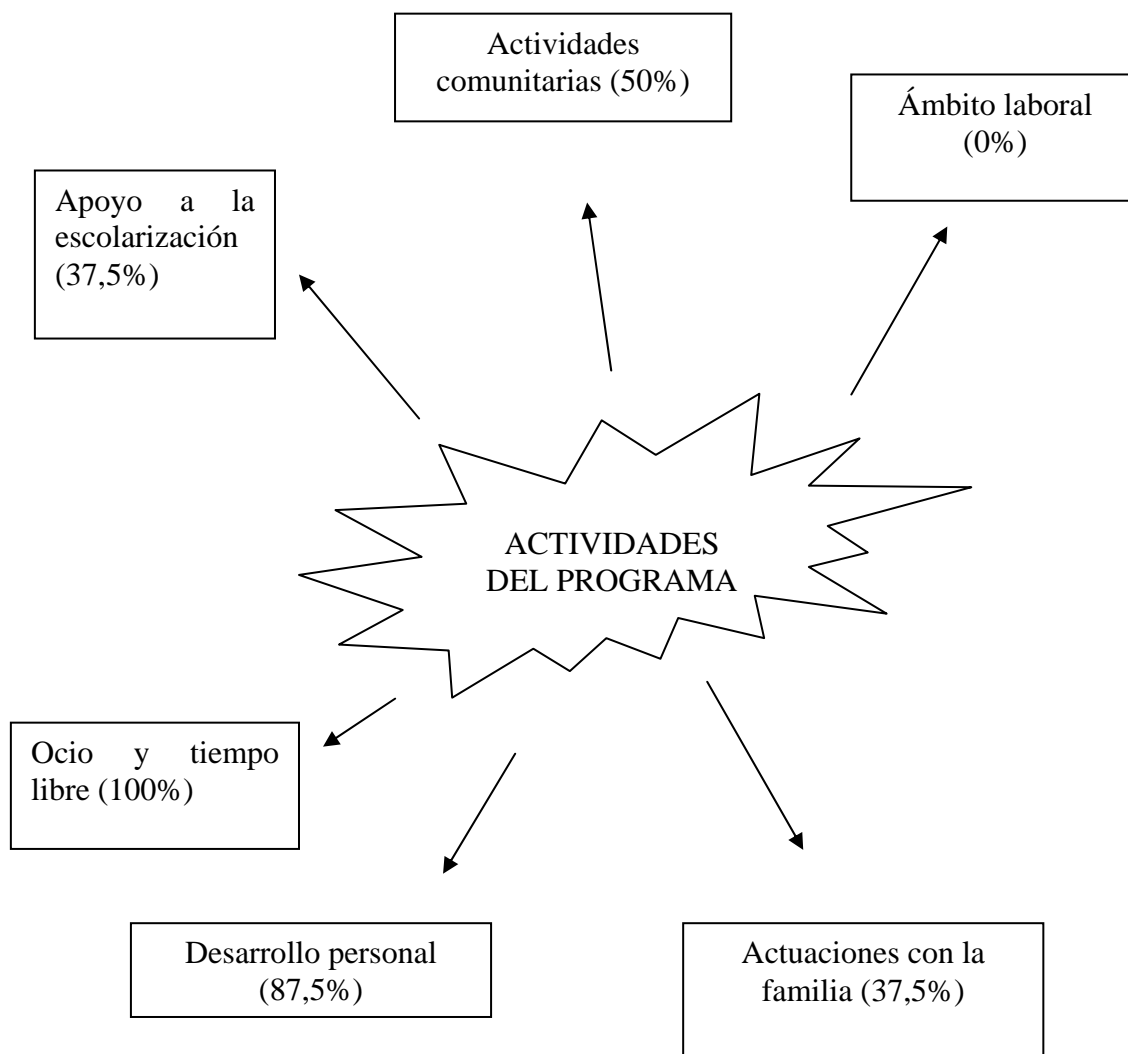 Actividades
comunitarias (50%)
Ámbito laboral
(0%)
Apoyo a la
escolarización
(37,5%)
ACTIVIDADES
DEL PROGRAMA
Ocio y tiempo
libre (100%)
Desarrollo personal
(87,5%)
Actuaciones con la
familia (37,5%)